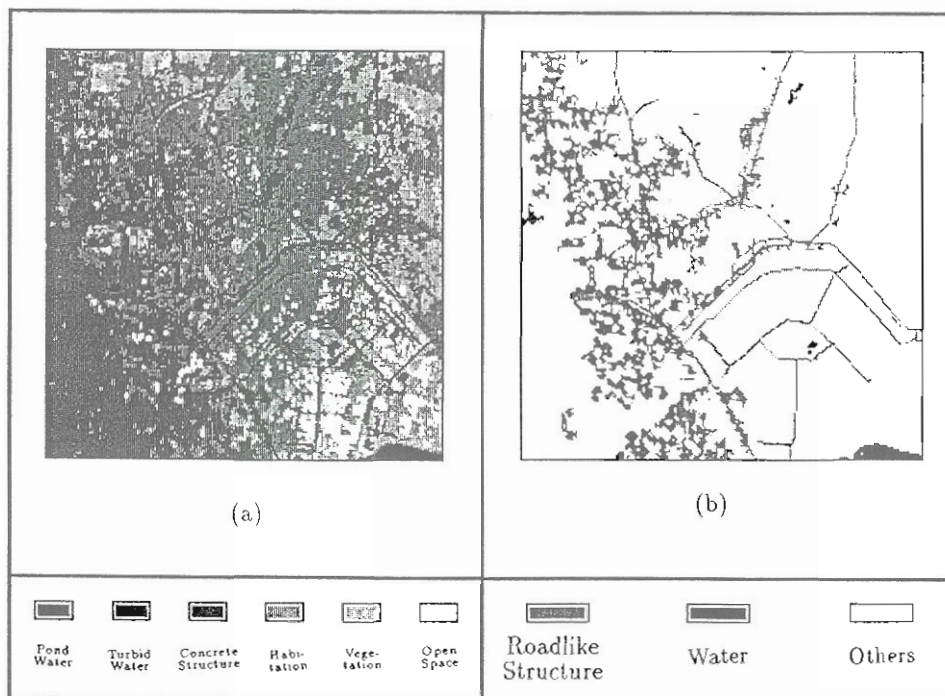 (a)
(b)
Pond
Water
Turbid
Water
Concrete
Structure
Habi-
tation
Vege-
tation
Open
Space
Roadlike
Structure
Water
Others